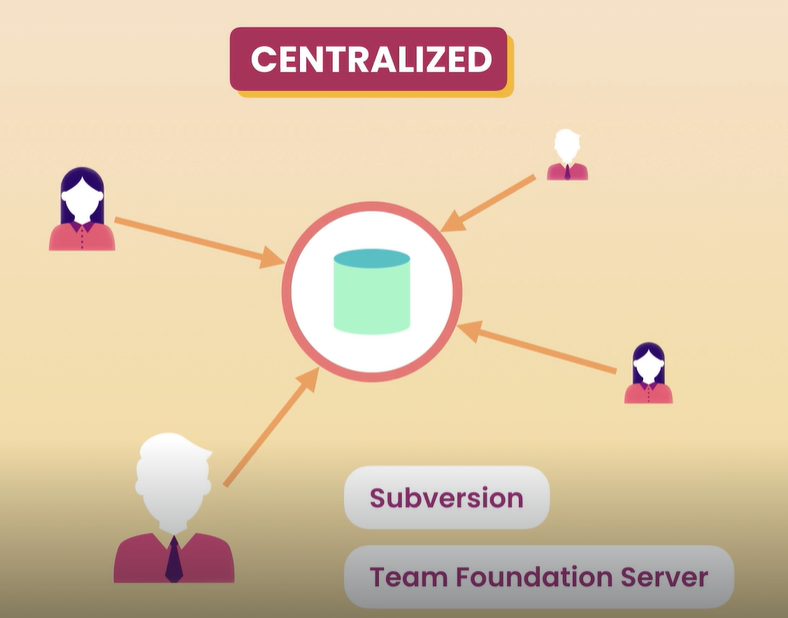 CENTRALIZED
Subversion
Team Foundation Server